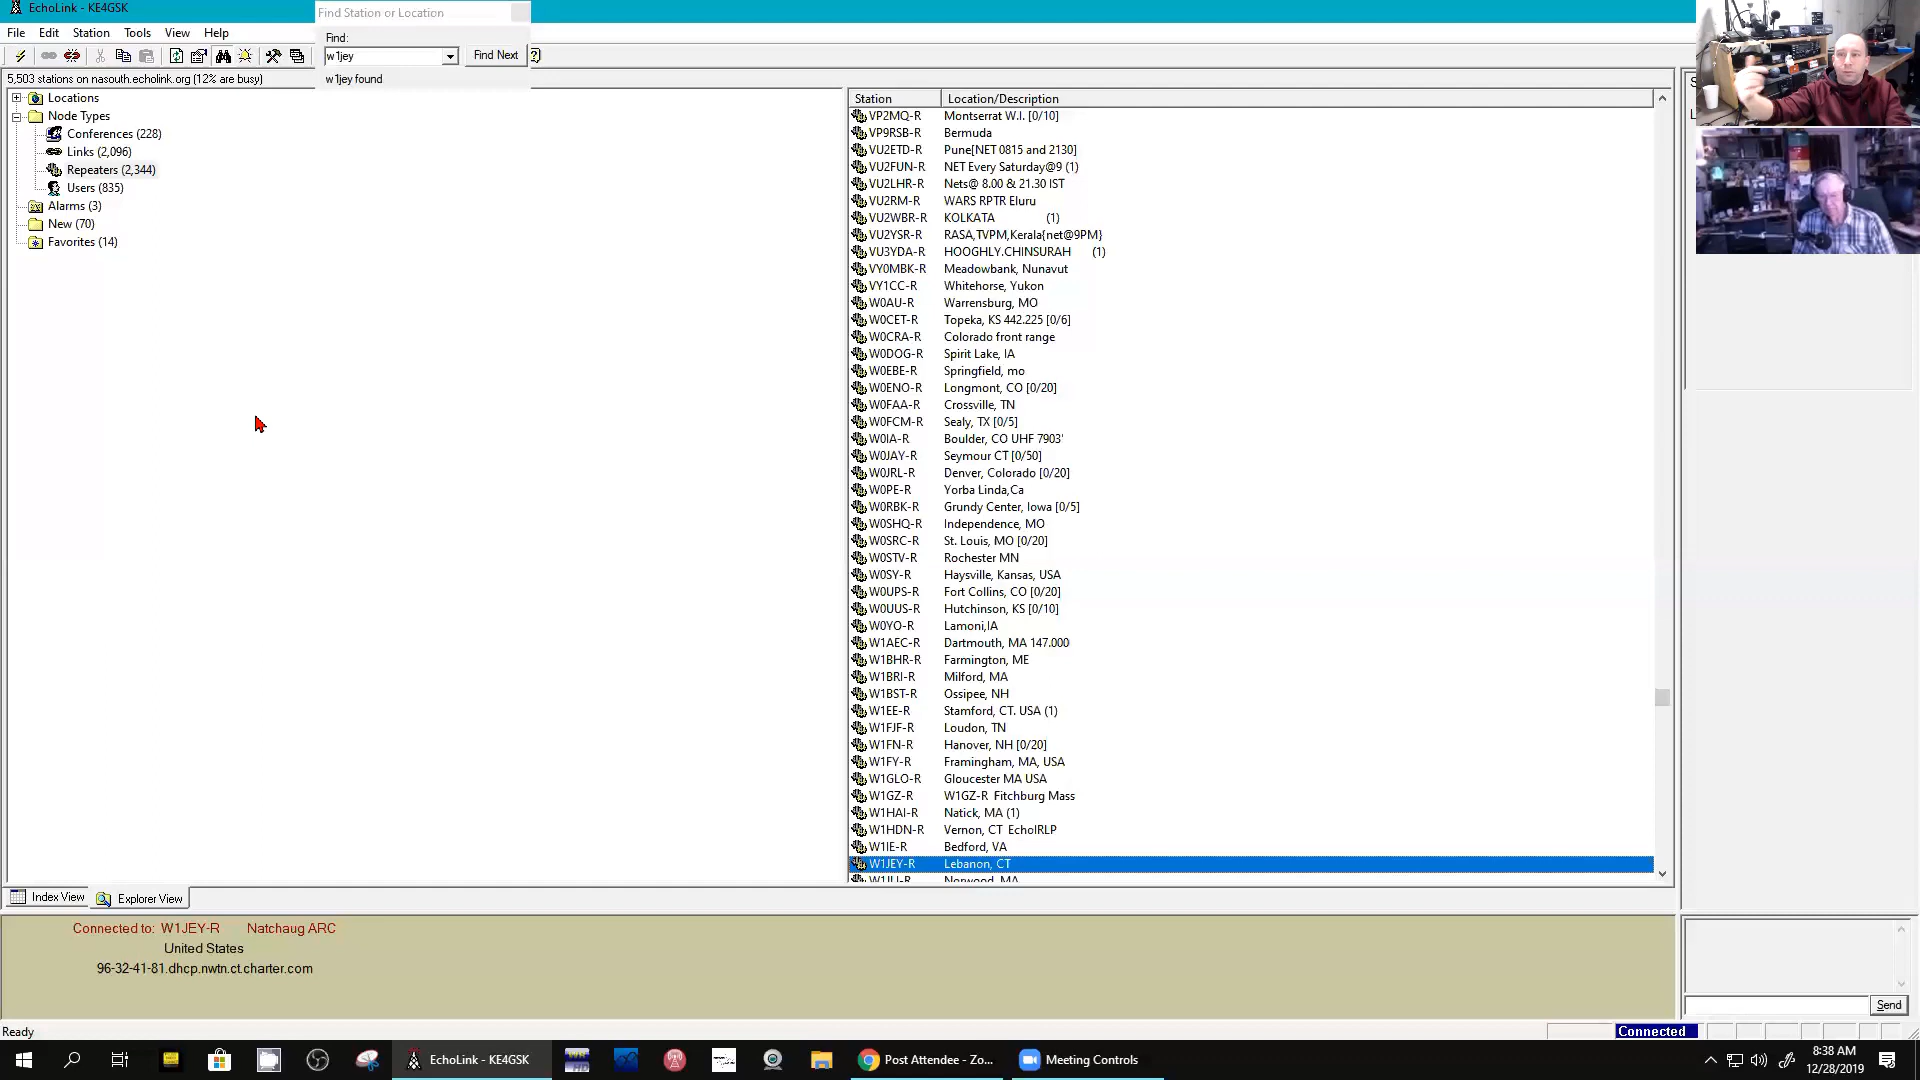 EchoLink - KE4GSK
Find Station or Location
File Edit Station Tools View Help
Find:
w1jey
Find Next
w1jey found
5,503 stations on nasouth.echolink.org (12% are busy)
Locations
Node Types
Conferences (228)
Links (2,096)
Repeaters (2,344)
Users (835)
Alarms (3)
New (70)
Favorites (14)
Station Location/Description
VP2MQ-R Montserrat W.I. [0/10]
VP9RSB-R Bermuda
VU2ETD-R Pune[NET 0815 and 2130]
VU2FUN-R NET Every Saturday@9 (1)
VU2LHR-R Nets@ 8.00 & 21.30 IST
VU2RM-R WARS RPTR Eluru
VU2WBR-R KOLKATA (1)
VU2YSR-R RASA,TVPM,Kerala{net@9PM}
VU3YDA-R HOOGHLY.CHINSURAH (1)
VY0MBK-R Meadowbank, Nunavut
VY1CC-R Whitehorse, Yukon
W0AU-R Warrensburg, MO
W0CET-R Topeka, KS 442.225 [0/6]
W0CRA-R Colorado front range
W0DOG-R Spirit Lake, IA
W0EBE-R Springfield, mo
W0ENO-R Longmont, CO [0/20]
W0FAA-R Crossville, TN
W0FCM-R Sealy, TX [0/5]
W0IA-R Boulder, CO UHF 7903'
W0JAY-R Seymour CT [0/50]
W0JRL-R Denver, Colorado [0/20]
W0PE-R Yorba Linda,Ca
W0RBK-R Grundy Center, Iowa [0/5]
W0SHQ-R Independence, MO
W0SRC-R St. Louis, MO [0/20]
W0STV-R Rochester MN
W0SY-R Haysville, Kansas, USA
W0UPS-R Fort Collins, CO [0/20]
W0UUS-R Hutchinson, KS [0/10]
W0YO-R Lamoni,IA
W1AEC-R Dartmouth, MA 147.000
W1BHR-R Farmington, ME
W1BRI-R Milford, MA
W1BST-R Ossipee, NH
W1EE-R Stamford, CT. USA (1)
W1FJF-R Loudon, TN
W1FN-R Hanover, NH [0/20]
W1FY-R Framingham, MA, USA
W1GLO-R Gloucester MA USA
W1GZ-R W1GZ-R Fitchburg Mass
W1HAI-R Natick, MA (1)
W1HDN-R Vernon, CT EchoIRLP
W1IE-R Bedford, VA
W1JEY-R Lebanon, CT
Norwood, MA
Index View Explorer View
Connected to: W1JEY-R Natchaug ARC
United States
96-32-41-81.dhcp.nwtn.ct.charter.com
Send
Ready
Connected
EchoLink - KE4GSK
Post Attendee - Zo...
Meeting Controls
8:38 AM
12/28/2019